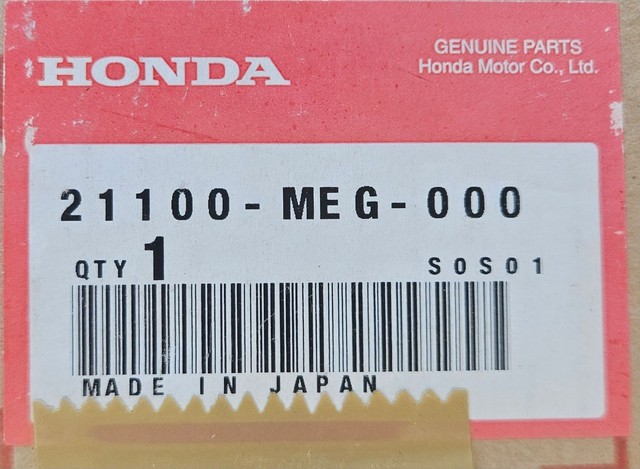 HONDA
GENUINE PARTS
Honda Motor Co., Ltd.
21100-MEG-000
QTY 1 S0S01
MADE IN JAPAN